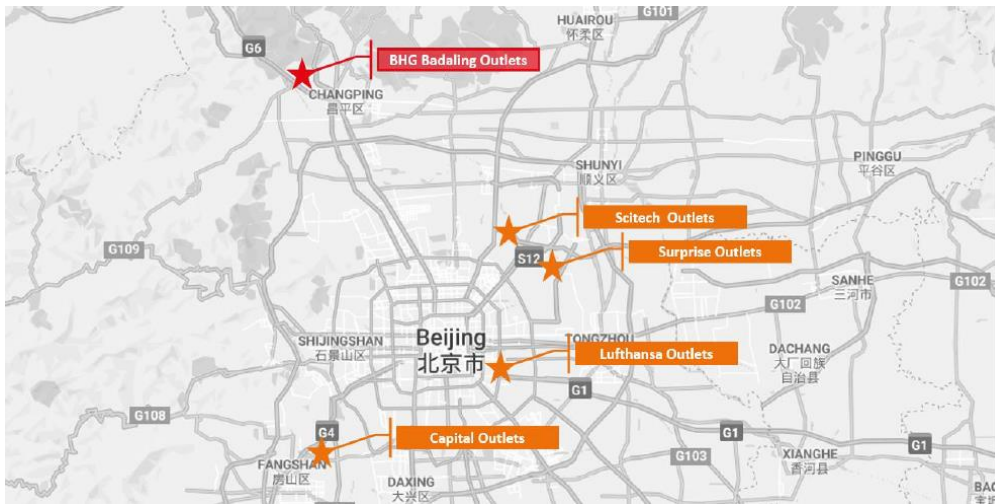 G101
HUAIROU
怀柔区
G6
BHG Badaling Outlets
CHANGPING
昌平区
PINGGU
平谷区
SHUNYI
顺义区
Scitech Outlets
G109
S12
Surprise Outlets
SANHE
三河市
G102
G102
Beijing
北京市
SHIJINGSHAN
石景山区
TONGZHOU
Lufthansa Outlets
DACHANG
大厂回族
自治县
G1
G108
G4
Capital Outlets
G1
G1
FANGSHAN
房山区
G103
XIANGHE
香河县
DAXING
大兴区
BAO